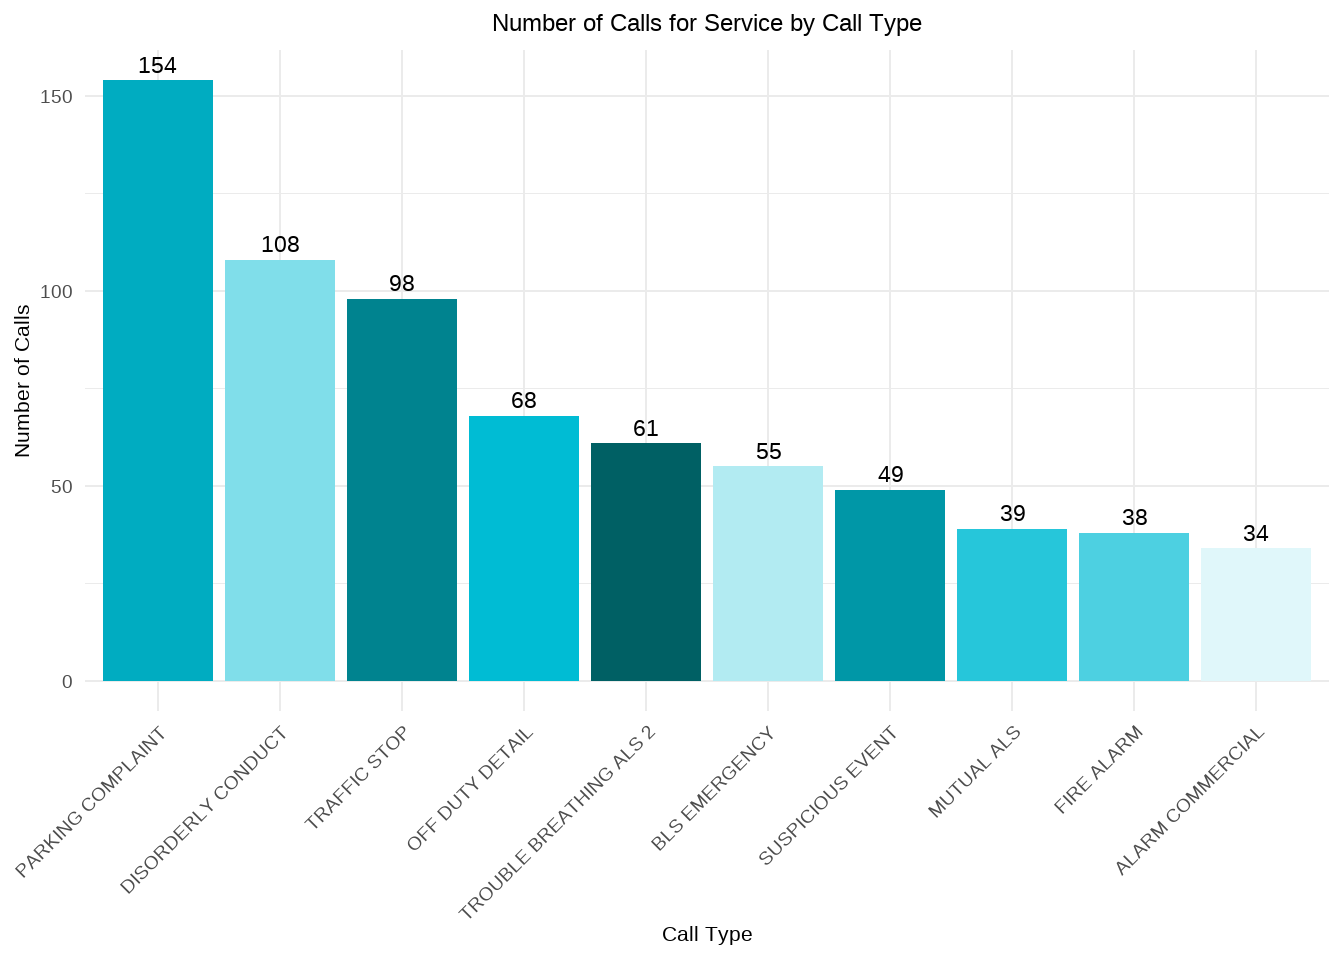 Number of Calls for Service by Call Type
Number of Calls
150
100
50
0
154
108
98
68
61
55
49
39
38
34
PARKING COMPLAINT
DISORDERLY CONDUCT
TRAFFIC STOP
OFF DUTY DETAIL
TROUBLE BREATHING ALS 2
BLS EMERGENCY
SUSPICIOUS EVENT
MUTUAL ALS
FIRE ALARM
ALARM COMMERCIAL
Call Type